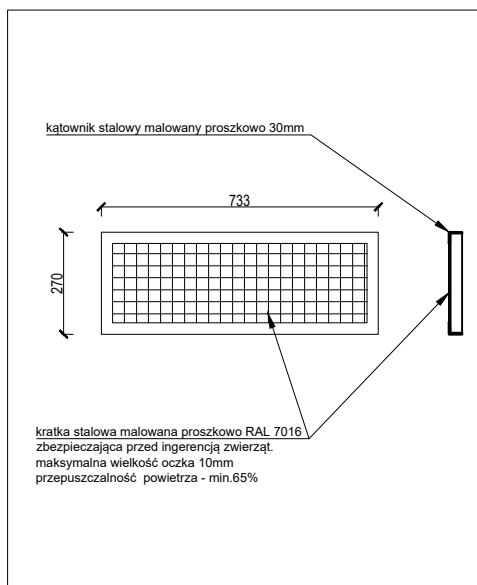 kątownik stalowy malowany proszkowo 30mm
733
270
kratka stalowa malowana proszkowo RAL 7016
zbezpieczająca przed ingerencją zwierząt.
maksymalna wielkość oczka 10mm
przepuszczalność powietrza - min.65%